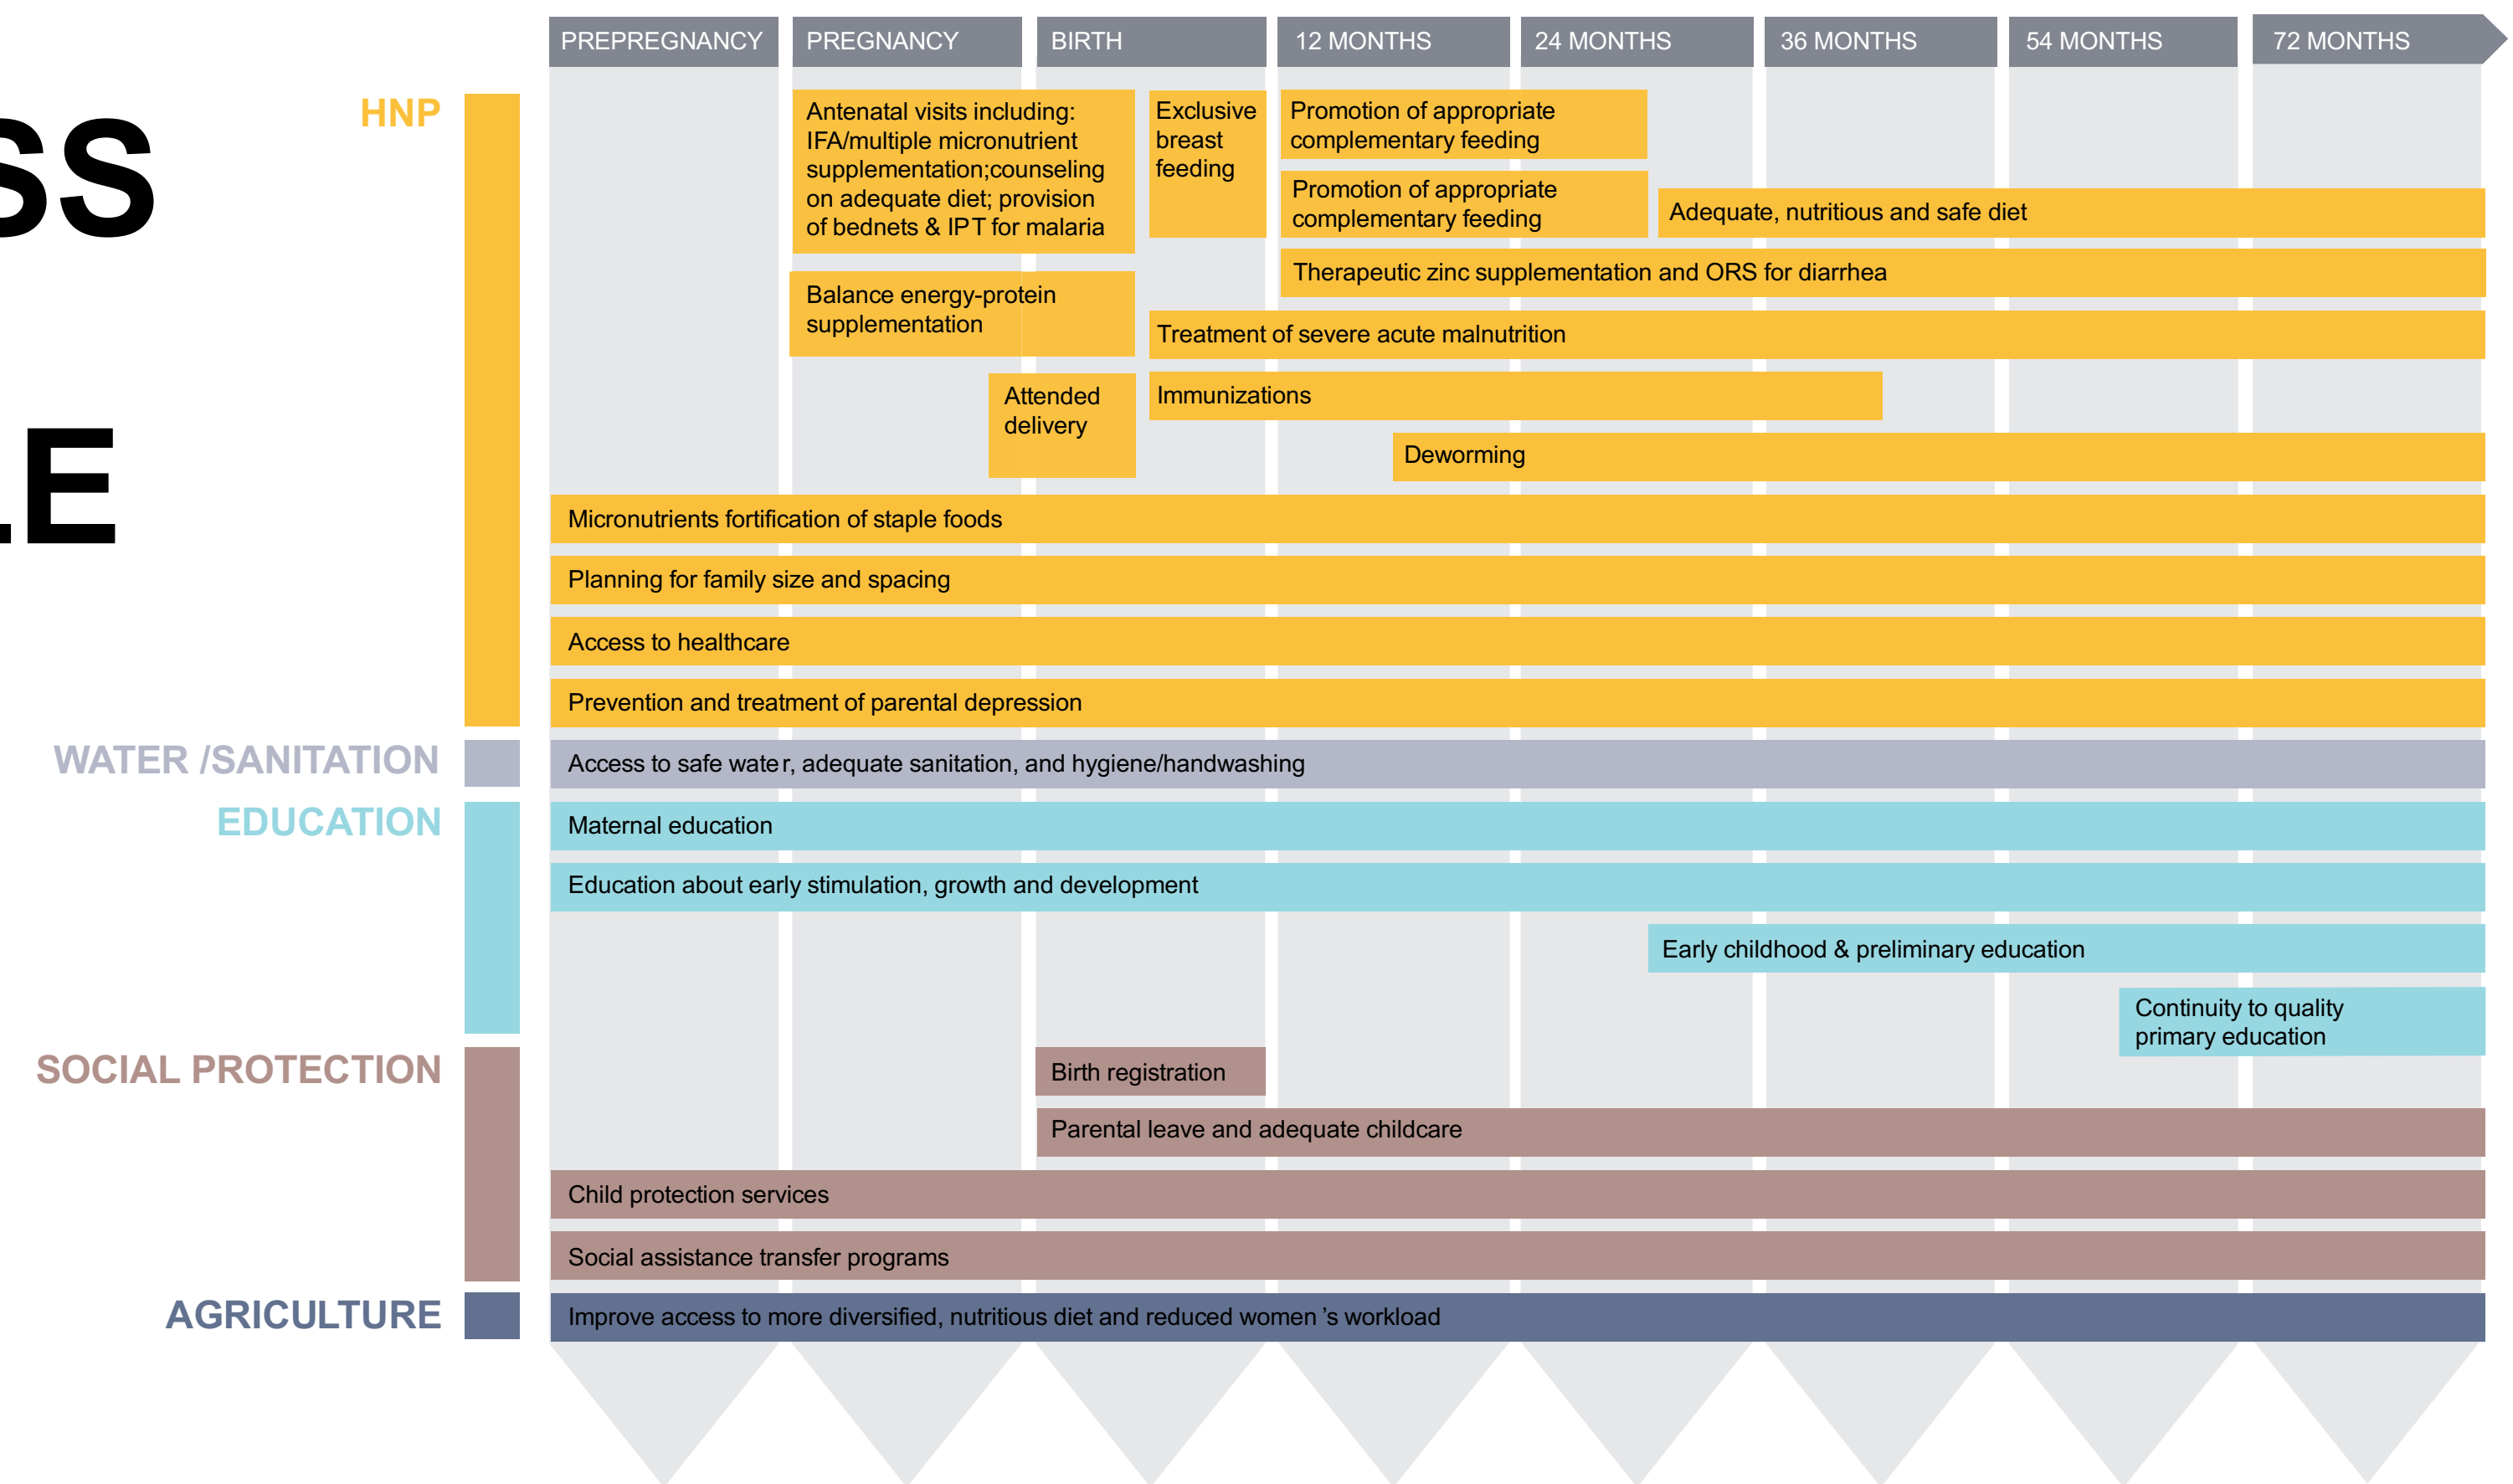 PREPREGNANCY
PREGNANCY
BIRTH
12 MONTHS
24 MONTHS
36 MONTHS
54 MONTHS
72 MONTHS
SS
LE
HNP
Antenatal visits including:
IFA/multiple micronutrient
supplementation;counseling
on adequate diet; provision
of bednets & IPT for malaria
Exclusive
breast
feeding
Promotion of appropriate
complementary feeding
Promotion of appropriate
complementary feeding
Adequate, nutritious and safe diet
Therapeutic zinc supplementation and ORS for diarrhea
Balance energy-protein
supplementation
Treatment of severe acute malnutrition
Attended
delivery
Immunizations
Deworming
Micronutrients fortification of staple foods
Planning for family size and spacing
Access to healthcare
Prevention and treatment of parental depression
WATER /SANITATION
Access to safe water, adequate sanitation, and hygiene/handwashing
EDUCATION
Maternal education
Education about early stimulation, growth and development
Early childhood & preliminary education
Continuity to quality
primary education
SOCIAL PROTECTION
Birth registration
Parental leave and adequate childcare
Child protection services
Social assistance transfer programs
AGRICULTURE
Improve access to more diversified, nutritious diet and reduced women's workload